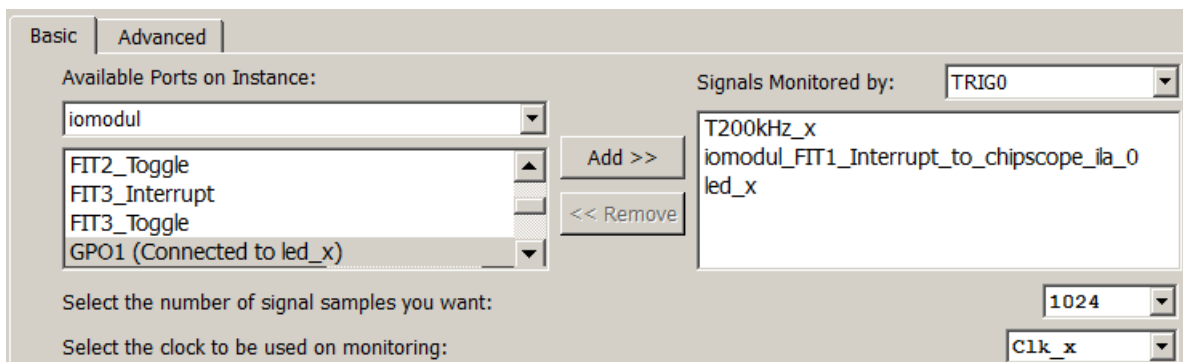 Basic Advanced
Available Ports on Instance:
iomodul
FIT2_Toggle
FIT3_Interrupt
FIT3_Toggle
GPO1 (Connected to led_x)
Add >>
<< Remove
Signals Monitored by: TRIG0
T200kHz_x
iomodul_FIT1_Interrupt_to_chipscope_ila_0
led_x
Select the number of signal samples you want: 1024
Select the clock to be used on monitoring: Clk_x